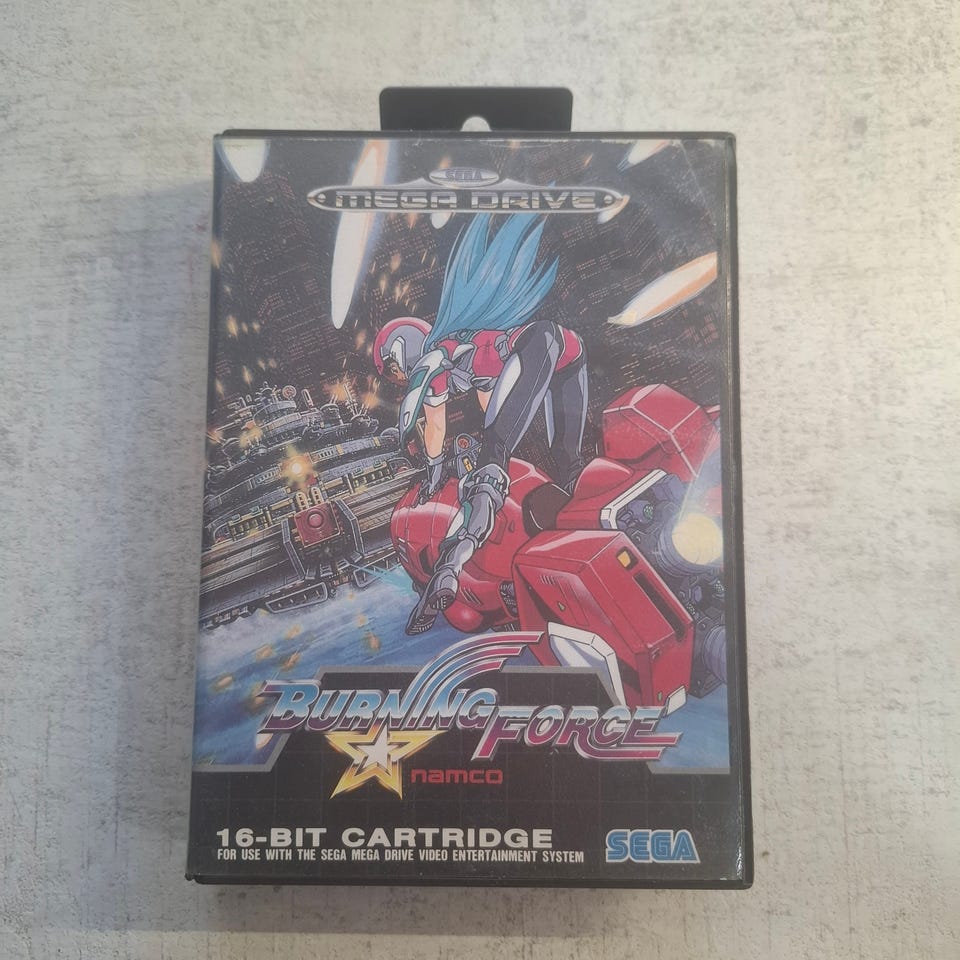 SEGA
MEGA DRIVE
BURNING FORCE
namco
16-BIT CARTRIDGE
FOR USE WITH THE SEGA MEGA DRIVE VIDEO ENTERTAINMENT SYSTEM
SEGA